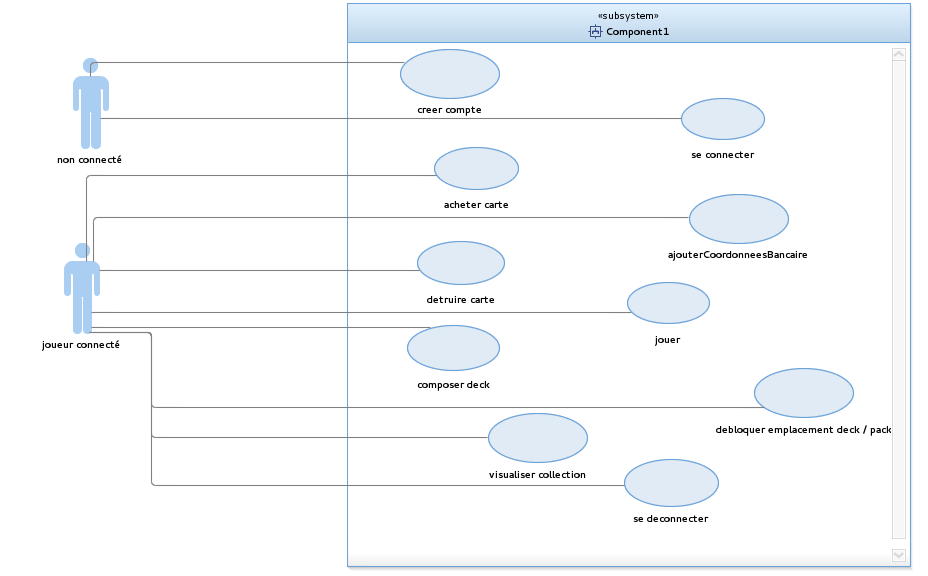 «subsystem»
Component1
creer compte
se connecter
non connecté
acheter carte
ajouterCoordonneesBancaire
detruire carte
jouer
joueur connecté
composer deck
debloquer emplacement deck / pack
visualiser collection
se deconnecter